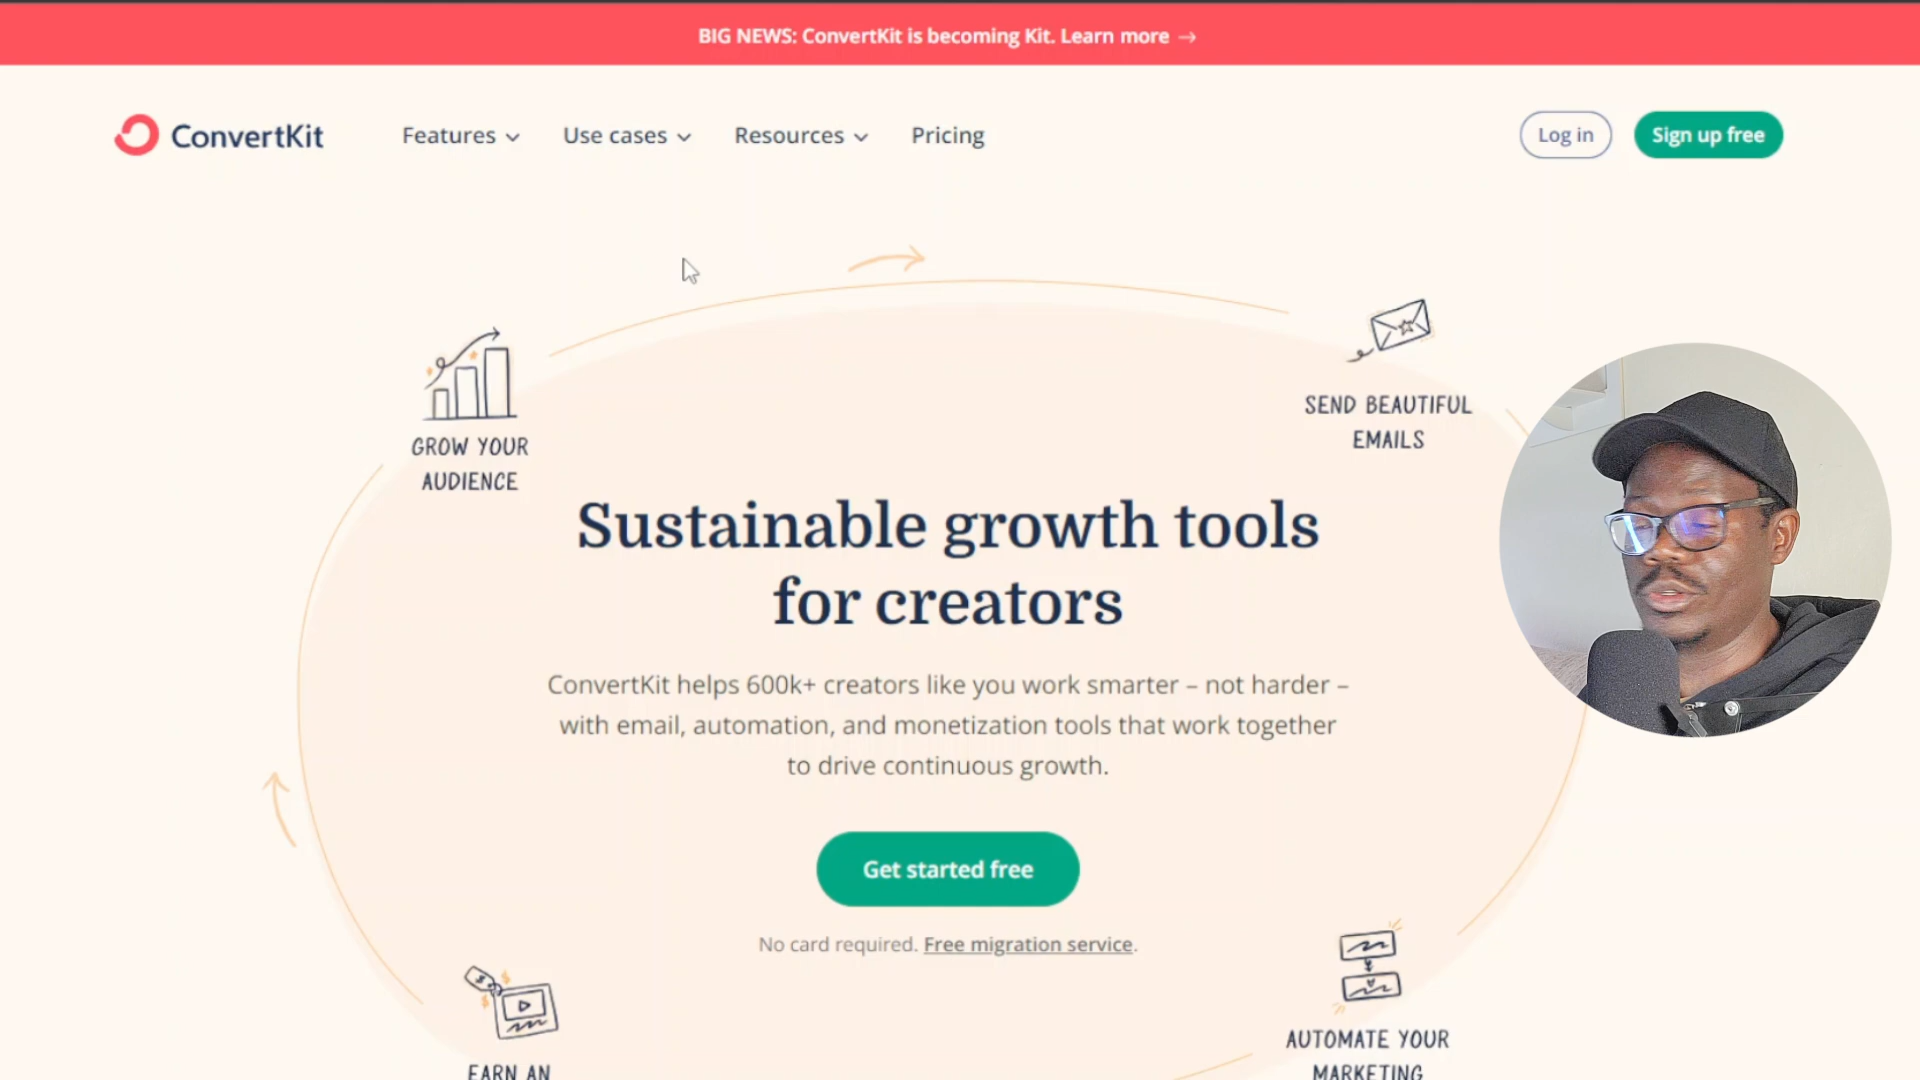 BIG NEWS: ConvertKit is becoming Kit. Learn more →
ConvertKit
Features
Use cases
Resources
Pricing
Log in
Sign up free
GROW YOUR
AUDIENCE
SEND BEAUTIFUL
EMAILS
Sustainable growth tools
for creators
ConvertKit helps 600k+ creators like you work smarter – not harder –
with email, automation, and monetization tools that work together
to drive continuous growth.
Get started free
No card required. Free migration service.
EARN AN
AUTOMATE YOUR
MARKETING